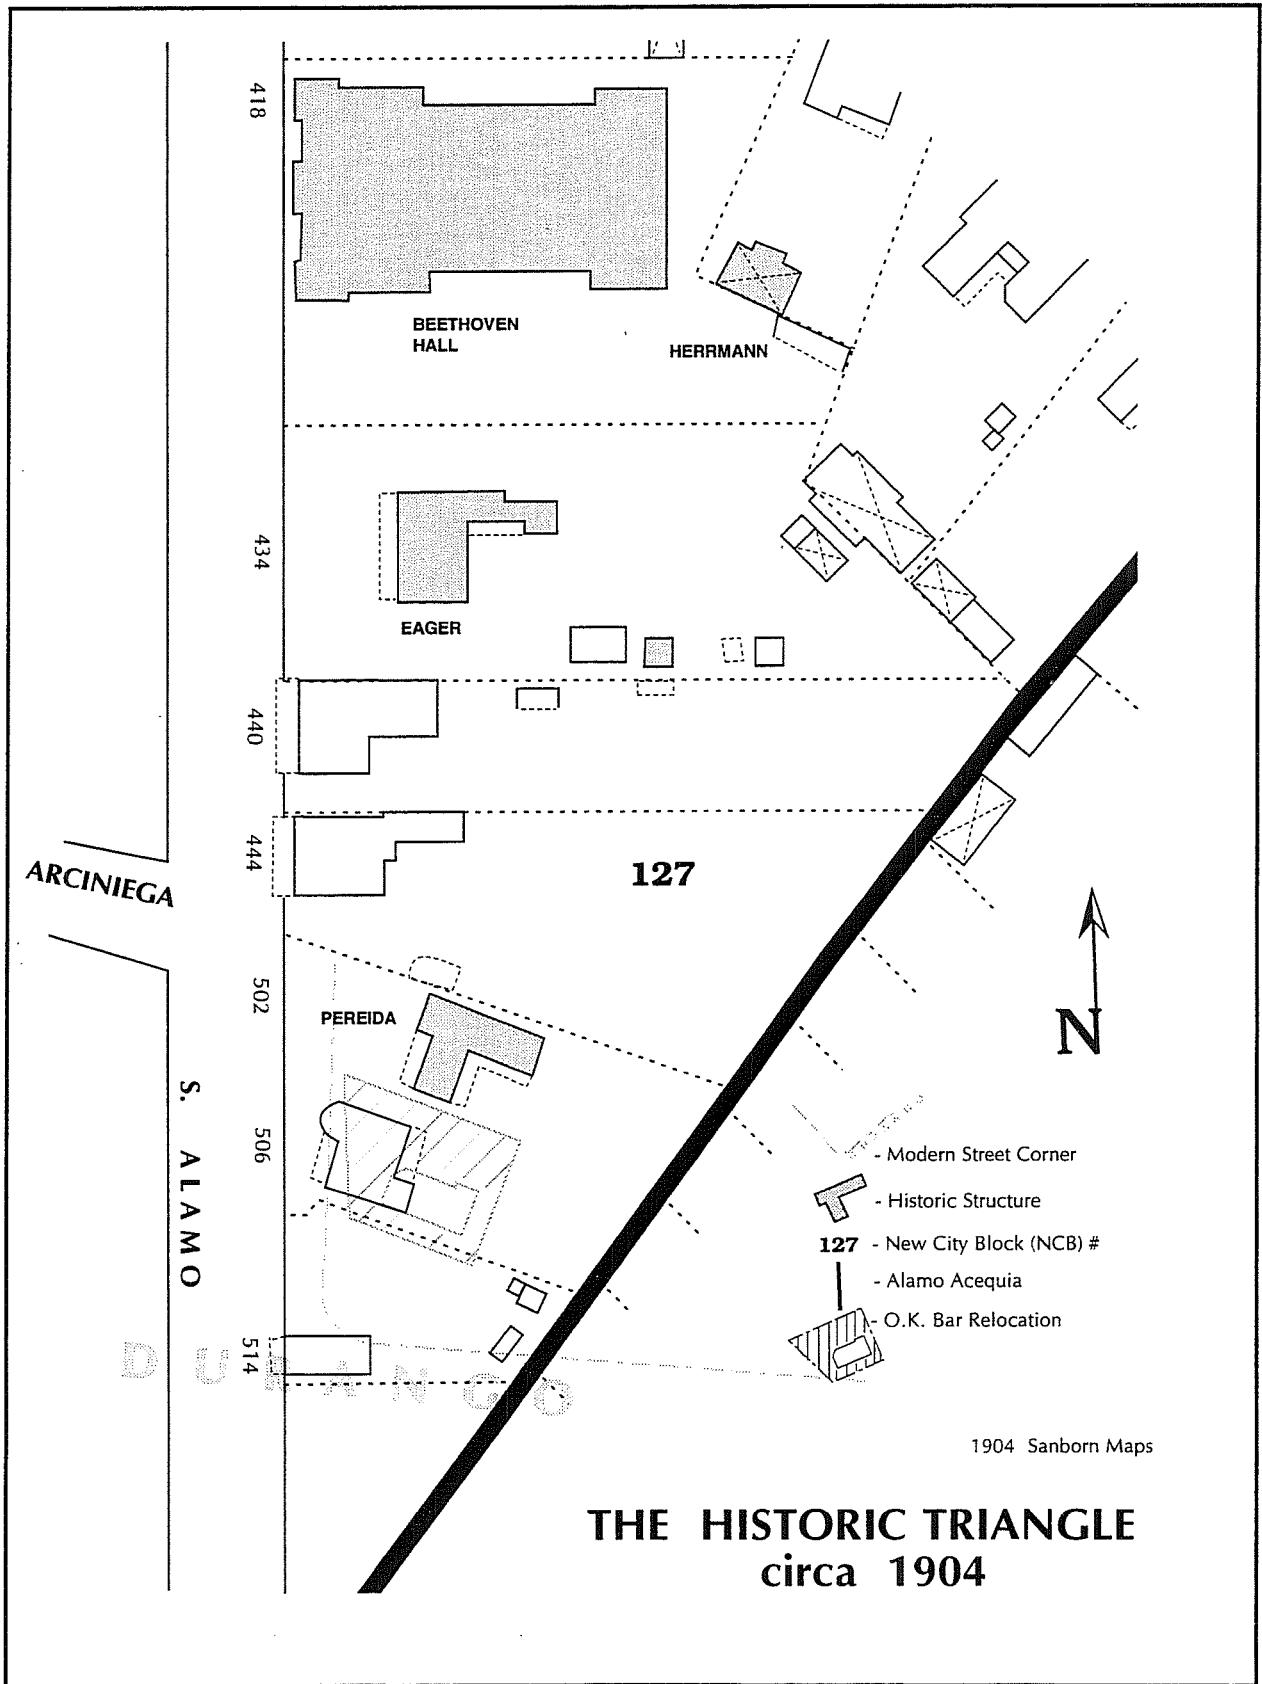 418
BEETHOVEN
HALL
HERRMANN
434
EAGER
440
444
127
ARCINIEGA
502
PEREIDA
N
S. ALAMO
506
- Modern Street Corner
- Historic Structure
127 - New City Block (NCB) #
- Alamo Acequia
- O.K. Bar Relocation
514
DURANGO
1904 Sanborn Maps
THE HISTORIC TRIANGLE
circa 1904